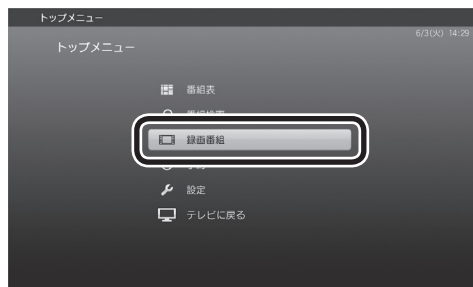 トップメニュー
6/3(火) 14:29
トップメニュー
番組表
録画番組
設定
テレビに戻る